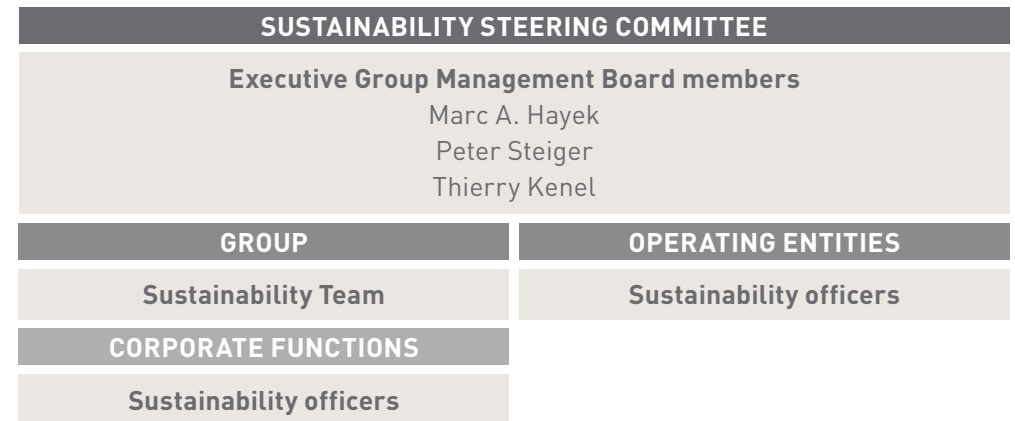 SUSTAINABILITY STEERING COMMITTEE
Executive Group Management Board members
Marc A. Hayek
Peter Steiger
Thierry Kenel
GROUP
Sustainability Team
CORPORATE FUNCTIONS
Sustainability officers
OPERATING ENTITIES
Sustainability officers